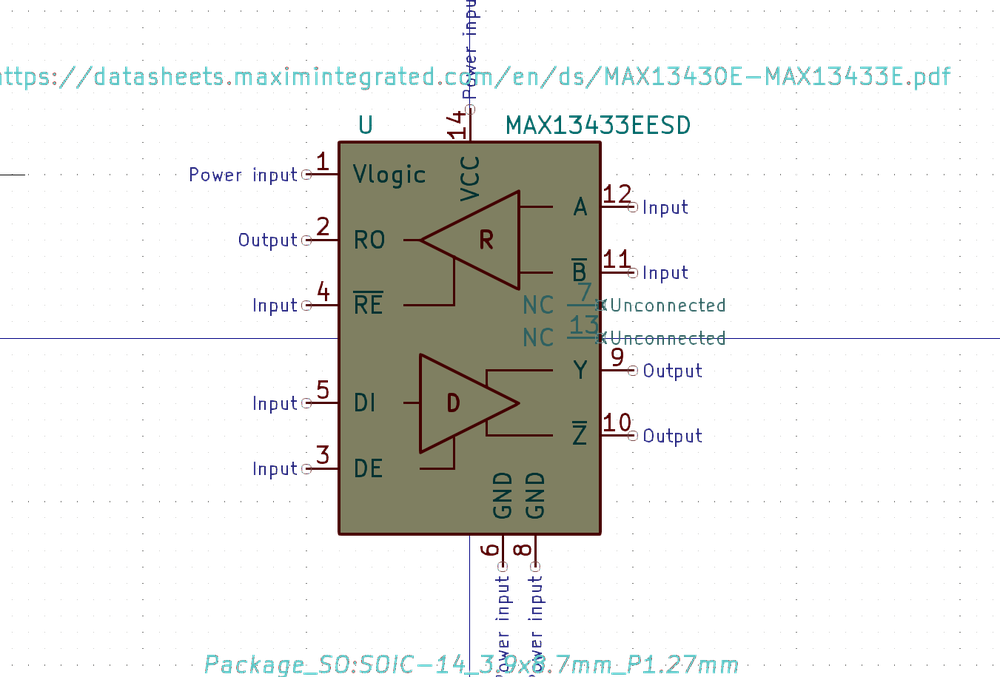 Power input
https://datasheets.maximintegrated.com/en/ds/MAX13430E-MAX13433E.pdf
U 14 MAX13433EESD
Power input 1 Vlogic VCC
A 12 Input
Output 2 RO R
B 11 Input
Input 4 RE NC 7 Unconnected
NC 13 Unconnected
Y 9 Output
Input 5 DI D
Z 10 Output
Input 3 DE
GND GND
6 8
Power input Power input
Package_SO:SOIC-14_3.9x8.7mm_P1.27mm